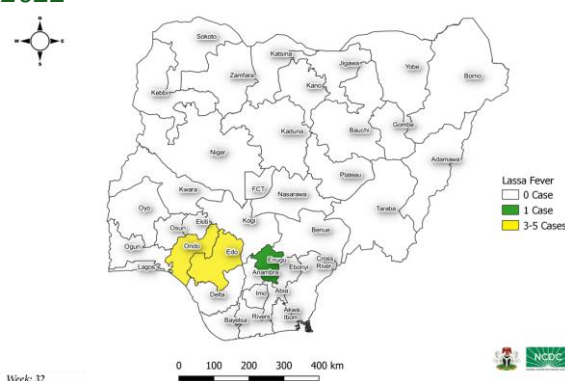 Sokoto
Katsina
Jigawa
Yobe
Borno
Zamfara
Kano
Kebbi
Gombe
Kaduna
Bauchi
Niger
Adamawa
Plateau
FCT
Nasarawa
Kwara
Taraba
Oyo
Kogi
Ekiti
Osun
Benue
Ogun
Ondo
Edo
Enugu
Lagos
Anambra
Ebonyi
Cross
River
Delta
Imo
Abia
Akwa
Ibom
Bayelsa
Rivers
Lassa Fever
0 Case
1 Case
3-5 Cases
0 100 200 300 400 km
Week: 32
NCDC